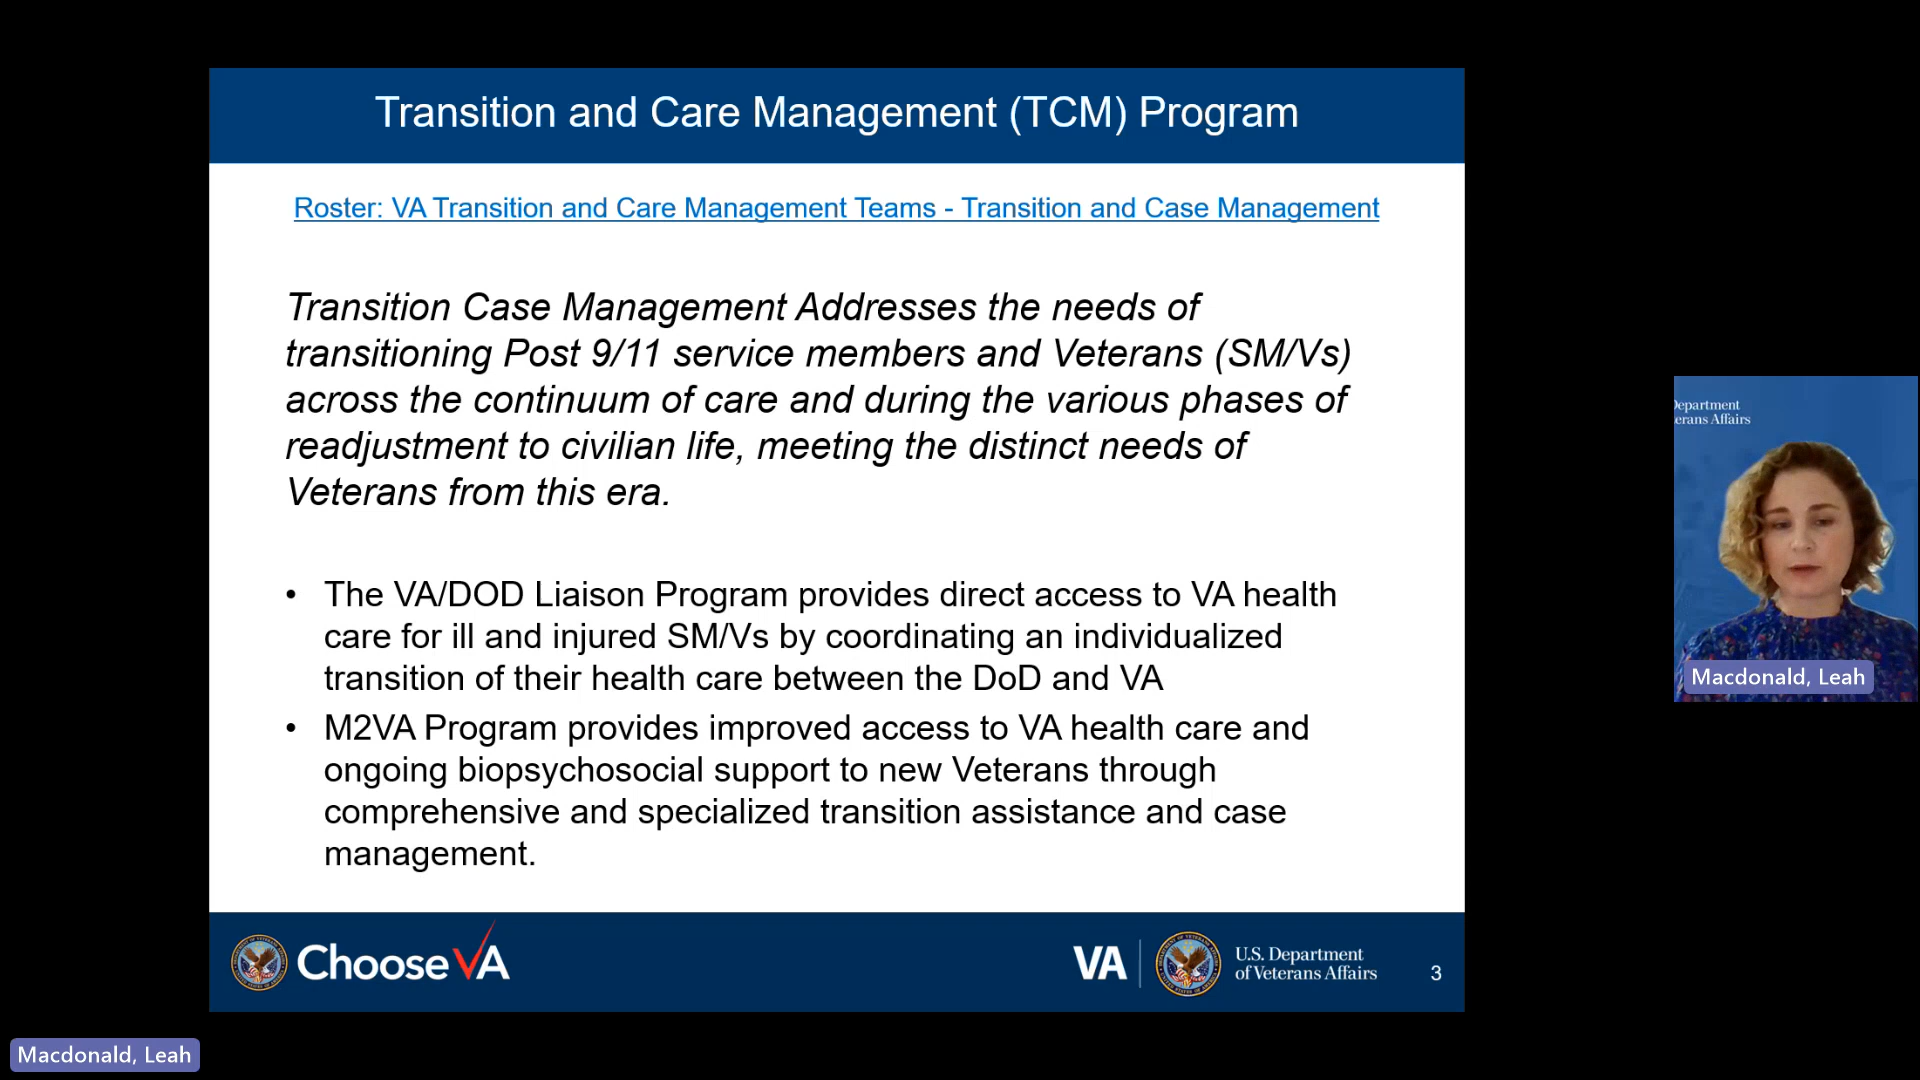 Transition and Care Management (TCM) Program
Roster: VA Transition and Care Management Teams - Transition and Case Management
Transition Case Management Addresses the needs of
transitioning Post 9/11 service members and Veterans (SM/Vs)
across the continuum of care and during the various phases of
readjustment to civilian life, meeting the distinct needs of
Veterans from this era.
• The VA/DOD Liaison Program provides direct access to VA health
care for ill and injured SM/Vs by coordinating an individualized
transition of their health care between the DoD and VA
• M2VA Program provides improved access to VA health care and
ongoing biopsychosocial support to new Veterans through
comprehensive and specialized transition assistance and case
management.
Choose VA
VA
U.S. Department
of Veterans Affairs
3
epartment
erans Affairs
Macdonald, Leah
Macdonald, Leah